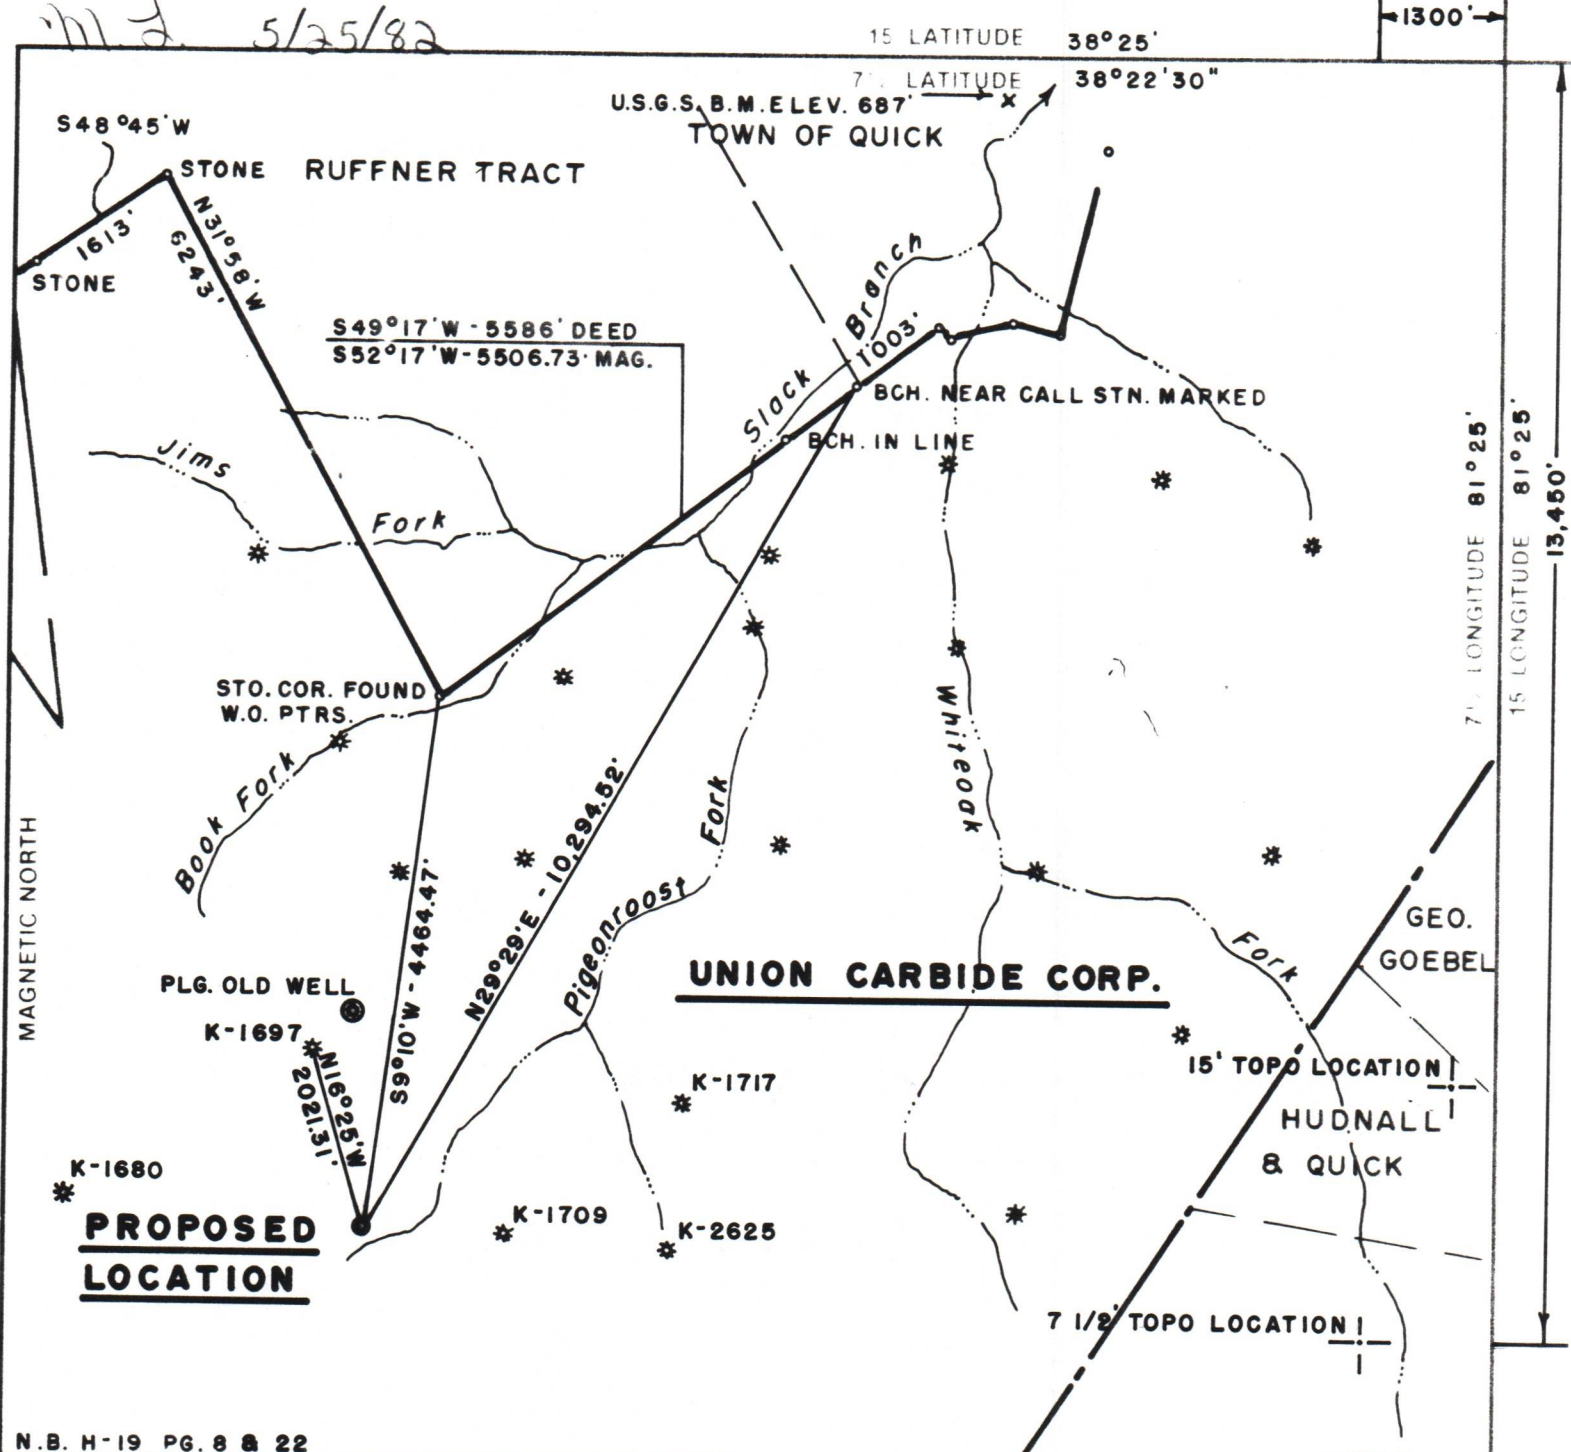 5/25/82
1300'
15 LATITUDE 38°25'
LATITUDE 38°22'30"
U.S.G.S. B.M. ELEV. 687'
x
TOWN OF QUICK
S48°45'W
STONE
RUFFNER TRACT
1613'
N31°58'W
6243'
STONE
S49°17'W - 5586' DEED
S52°17'W - 5506.73' MAG.
Slack Branch
1003'
BCH. NEAR CALL STN. MARKED
BCH. IN LINE
Jims Fork
7 LONGITUDE 81°25'
15 LONGITUDE 81°25'
13,450'
STO. COR. FOUND
W.O. PTRS.
Book Fork
Whiteoak Fork
Pigeonroost Fork
MAGNETIC NORTH
S9°10'W - 4464.47'
N29°29'E - 10,294.52'
GEO.
GOEBEL
UNION CARBIDE CORP.
PLG. OLD WELL
K-1697
N16°25'W
2021.31'
15' TOPO LOCATION
K-1717
HUDNALL
& QUICK
K-1680
PROPOSED
LOCATION
K-1709
K-2625
7 1/2' TOPO LOCATION
N.B. H-19 PG. 8 & 22